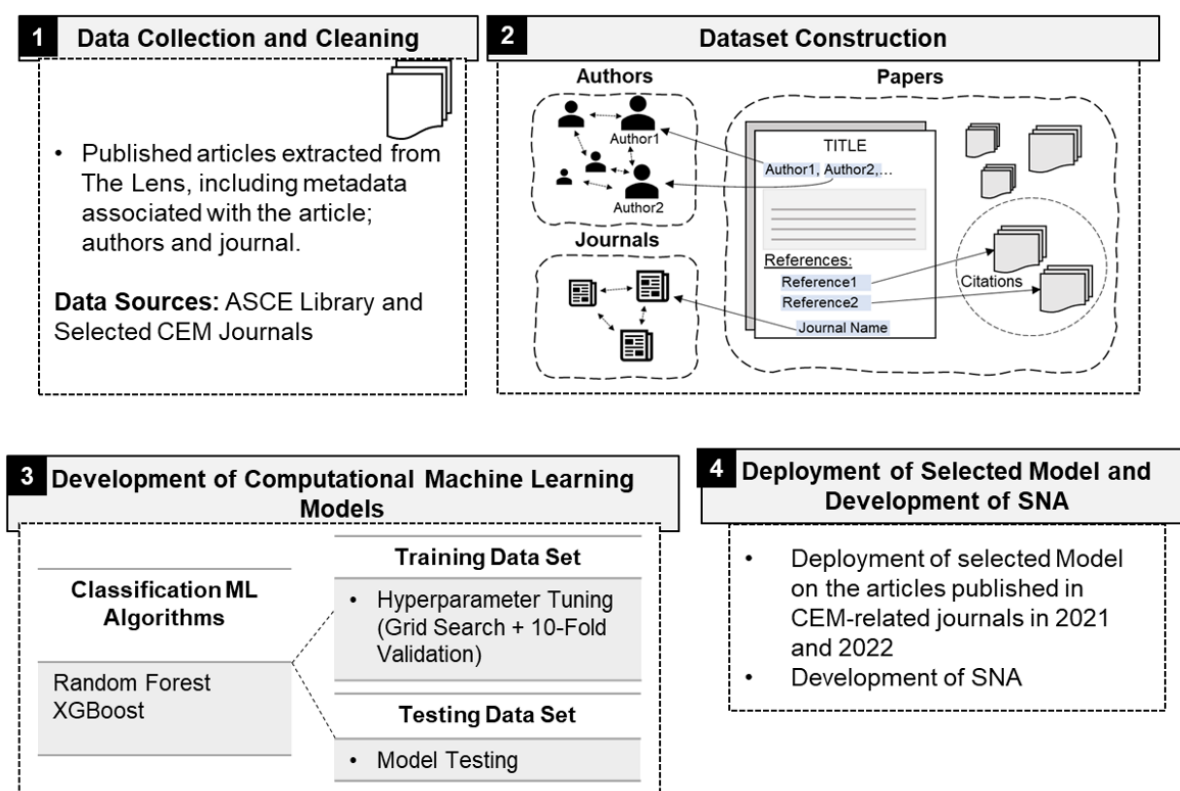 1
Data Collection and Cleaning
• Published articles extracted from
The Lens, including metadata
associated with the article;
authors and journal.
Data Sources: ASCE Library and
Selected CEM Journals
2
Dataset Construction
Authors
Author1
Author2
Journals
Papers
TITLE
Author1, Author2,...
References:
Reference1
Reference2
Journal Name
Citations
3
Development of Computational Machine Learning
Models
Classification ML
Algorithms
Random Forest
XGBoost
Training Data Set
• Hyperparameter Tuning
(Grid Search + 10-Fold
Validation)
Testing Data Set
• Model Testing
4
Deployment of Selected Model and
Development of SNA
• Deployment of selected Model
on the articles published in
CEM-related journals in 2021
and 2022
• Development of SNA